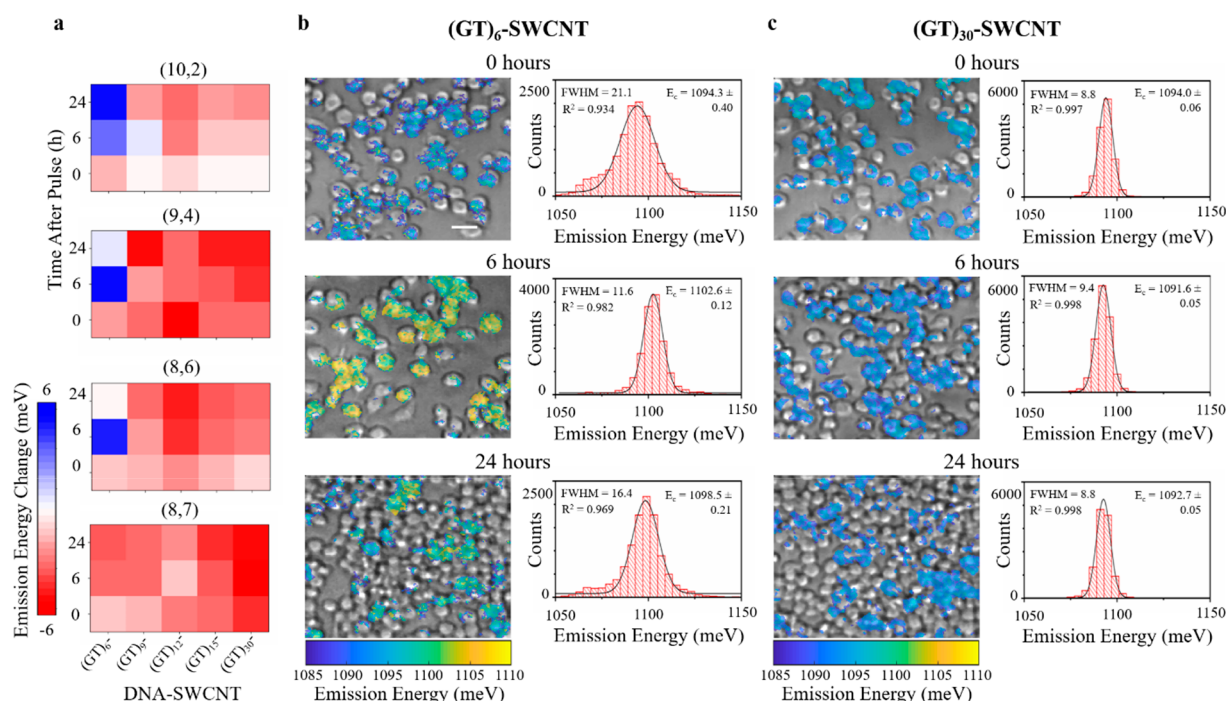 a
(10,2)
24
6
0
(9,4)
24
6
0
(8,6)
24
6
0
(8,7)
24
6
0
Time After Pulse (h)
6
Emission Energy Change (meV)
-6
(GT)₆- (GT)₉- (GT)₁₂- (GT)₁₅- (GT)₃₀-
DNA-SWCNT
b
(GT)₆-SWCNT
0 hours
2500
Counts
0
FWHM = 21.1
R² = 0.934
E꜀ = 1094.3 ±
0.40
1050 1100 1150
Emission Energy (meV)
6 hours
4000
Counts
0
FWHM = 11.6
R² = 0.982
E꜀ = 1102.6 ±
0.12
1050 1100 1150
Emission Energy (meV)
24 hours
2500
Counts
0
FWHM = 16.4
R² = 0.969
E꜀ = 1098.5 ±
0.21
1050 1100 1150
Emission Energy (meV)
1085 1090 1095 1100 1105 1110
Emission Energy (meV)
c
(GT)₃₀-SWCNT
0 hours
6000
Counts
0
FWHM = 8.8
R² = 0.997
E꜀ = 1094.0 ±
0.06
1050 1100 1150
Emission Energy (meV)
6 hours
6000
Counts
0
FWHM = 9.4
R² = 0.998
E꜀ = 1091.6 ±
0.05
1050 1100 1150
Emission Energy (meV)
24 hours
6000
Counts
0
FWHM = 8.8
R² = 0.998
E꜀ = 1092.7 ±
0.05
1050 1100 1150
Emission Energy (meV)
1085 1090 1095 1100 1105 1110
Emission Energy (meV)